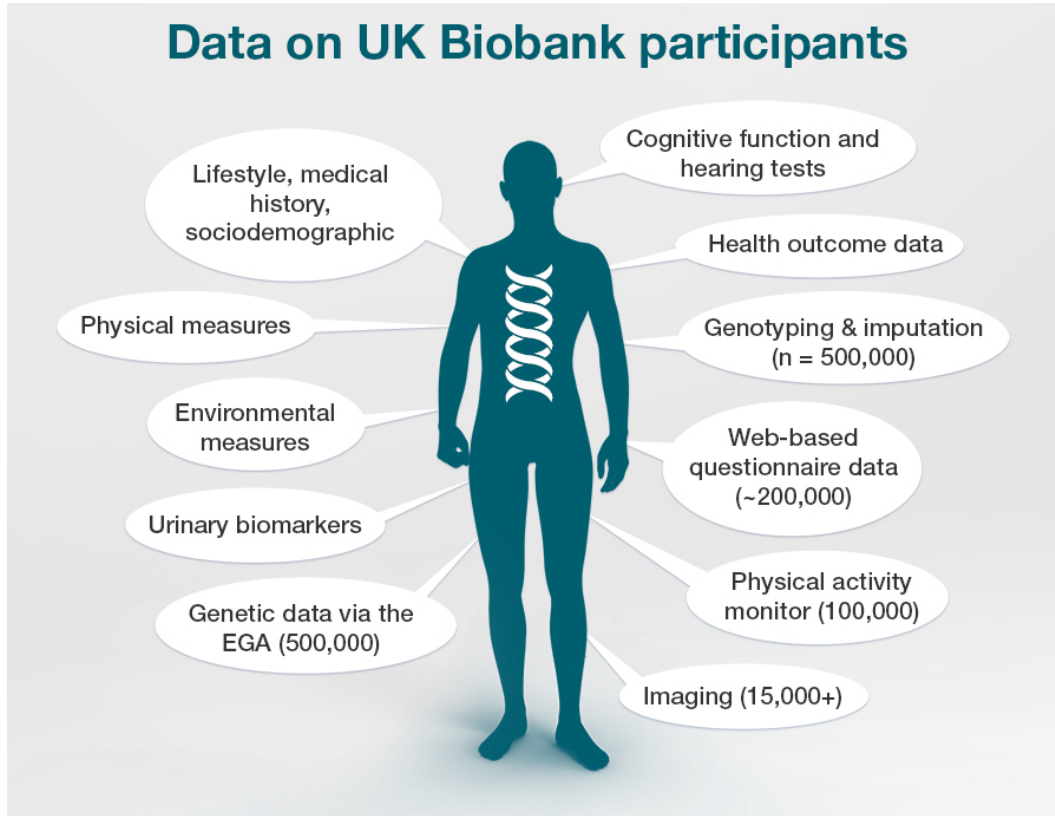 Data on UK Biobank participants
Lifestyle, medical
history,
sociodemographic
Physical measures
Environmental
measures
Urinary biomarkers
Genetic data via the
EGA (500,000)
Cognitive function and
hearing tests
Health outcome data
Genotyping & imputation
(n = 500,000)
Web-based
questionnaire data
(~200,000)
Physical activity
monitor (100,000)
Imaging (15,000+)